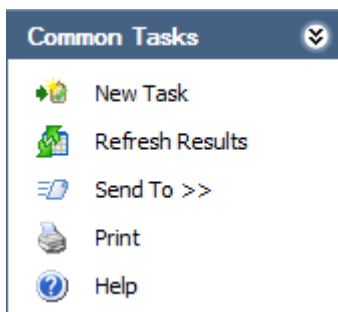 Common Tasks
New Task
Refresh Results
Send To >>
Print
Help